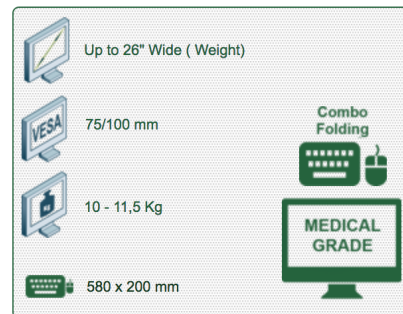 Up to 26" Wide ( Weight)
VESA
75/100 mm
KG
10 - 11,5 Kg
580 x 200 mm
Combo
Folding
MEDICAL
GRADE